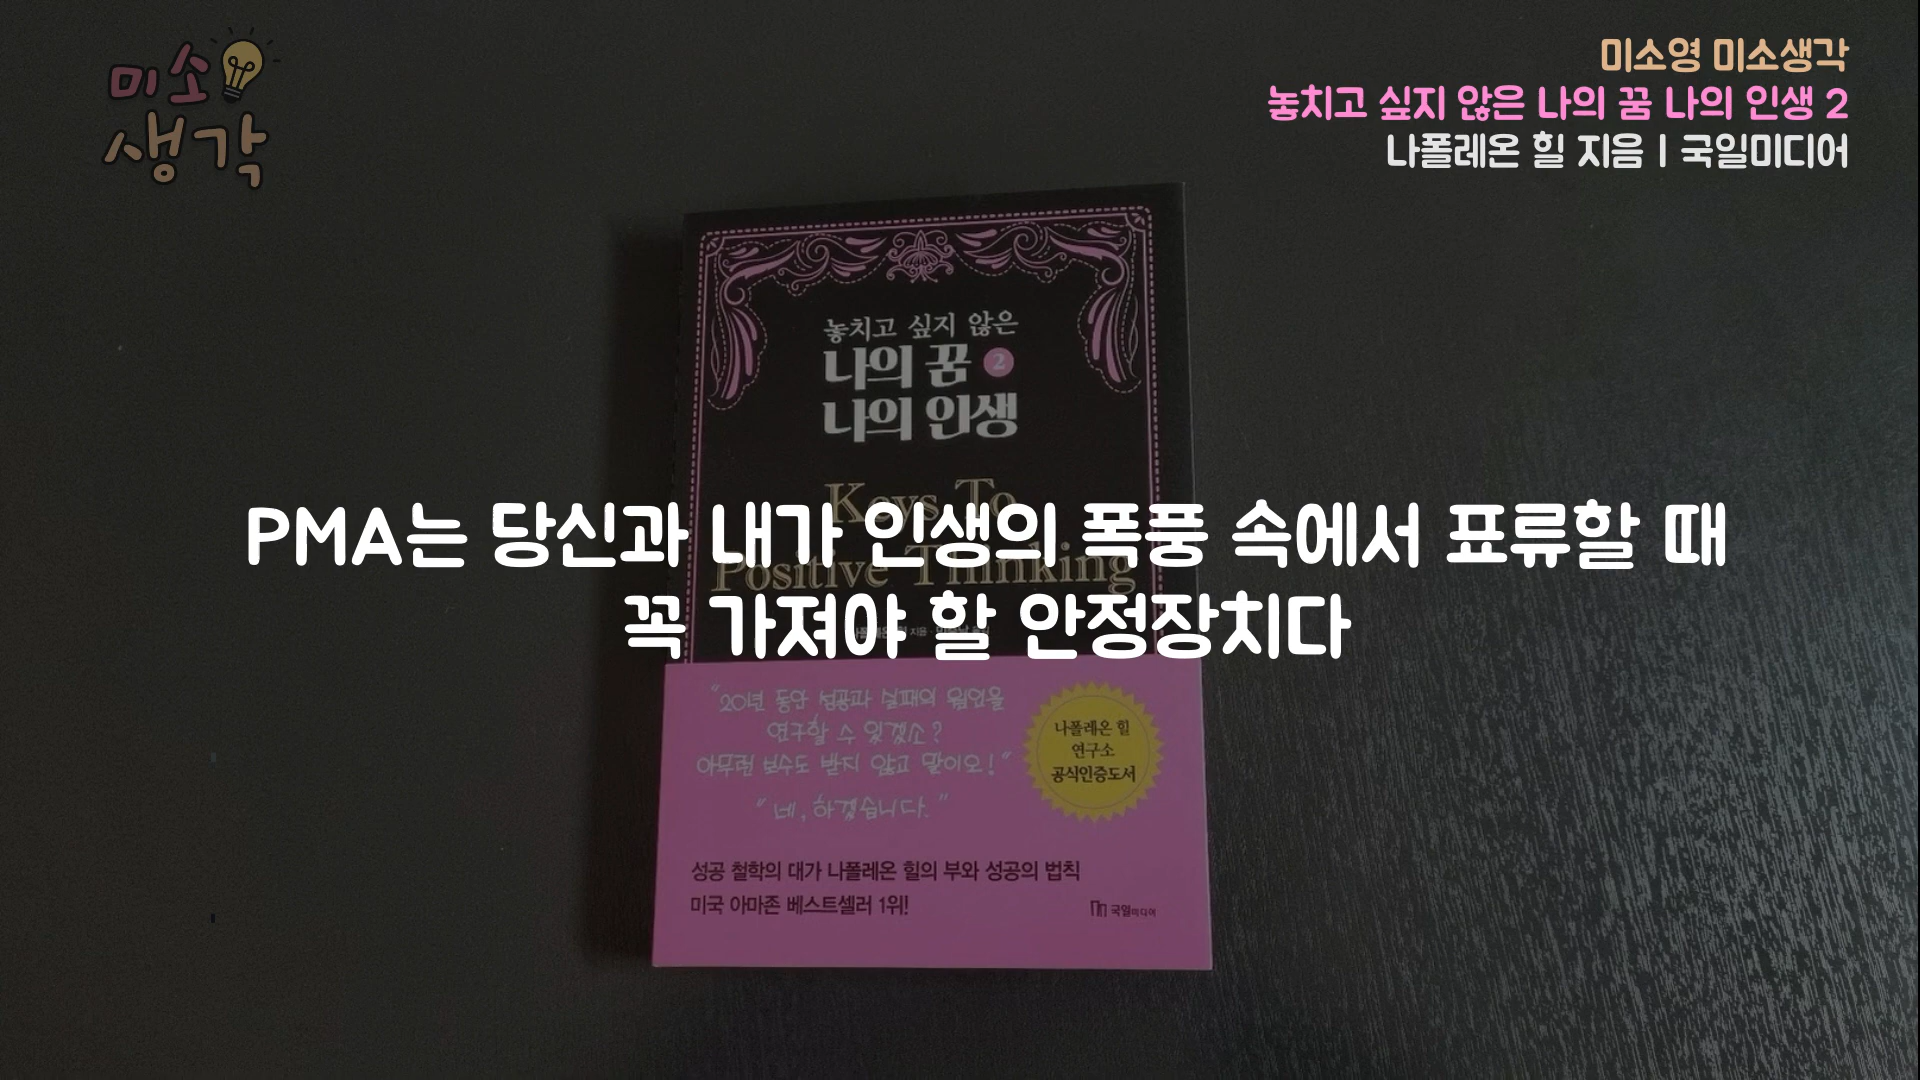 미소
생각
미소영 미소생각
놓치고 싶지 않은 나의 꿈 나의 인생 2
나폴레온 힐 지음 | 국일미디어
놓치고 싶지 않은
나의 꿈 2
나의 인생
Keys To
Positive Thinking
PMA는 당신과 내가 인생의 폭풍 속에서 표류할 때
꼭 가져야 할 안정장치다
지음
"20년 동안 성공과 실패의 원인을
연구할 수 있겠소?
아무런 보수도 받지 않고 말이오!"
"네, 하겠습니다."
나폴레온 힐
연구소
공식인증도서
성공 철학의 대가 나폴레온 힐의 부와 성공의 법칙
미국 아마존 베스트셀러 1위!
국일미디어